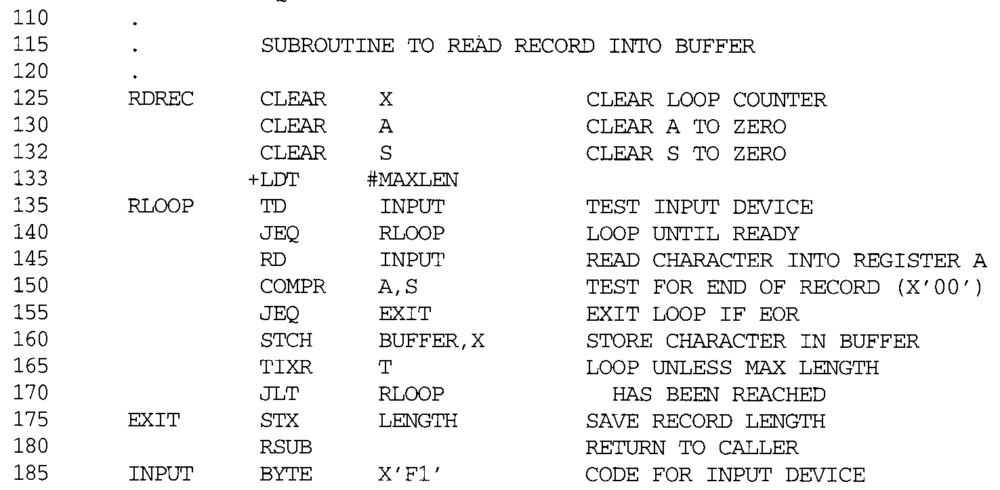 110 .
115 . SUBROUTINE TO READ RECORD INTO BUFFER
120 .
125 RDREC CLEAR X CLEAR LOOP COUNTER
130 CLEAR A CLEAR A TO ZERO
132 CLEAR S CLEAR S TO ZERO
133 +LDT #MAXLEN
135 RLOOP TD INPUT TEST INPUT DEVICE
140 JEQ RLOOP LOOP UNTIL READY
145 RD INPUT READ CHARACTER INTO REGISTER A
150 COMPR A,S TEST FOR END OF RECORD (X'00')
155 JEQ EXIT EXIT LOOP IF EOR
160 STCH BUFFER,X STORE CHARACTER IN BUFFER
165 TIXR T LOOP UNLESS MAX LENGTH
170 JLT RLOOP HAS BEEN REACHED
175 EXIT STX LENGTH SAVE RECORD LENGTH
180 RSUB RETURN TO CALLER
185 INPUT BYTE X'F1' CODE FOR INPUT DEVICE